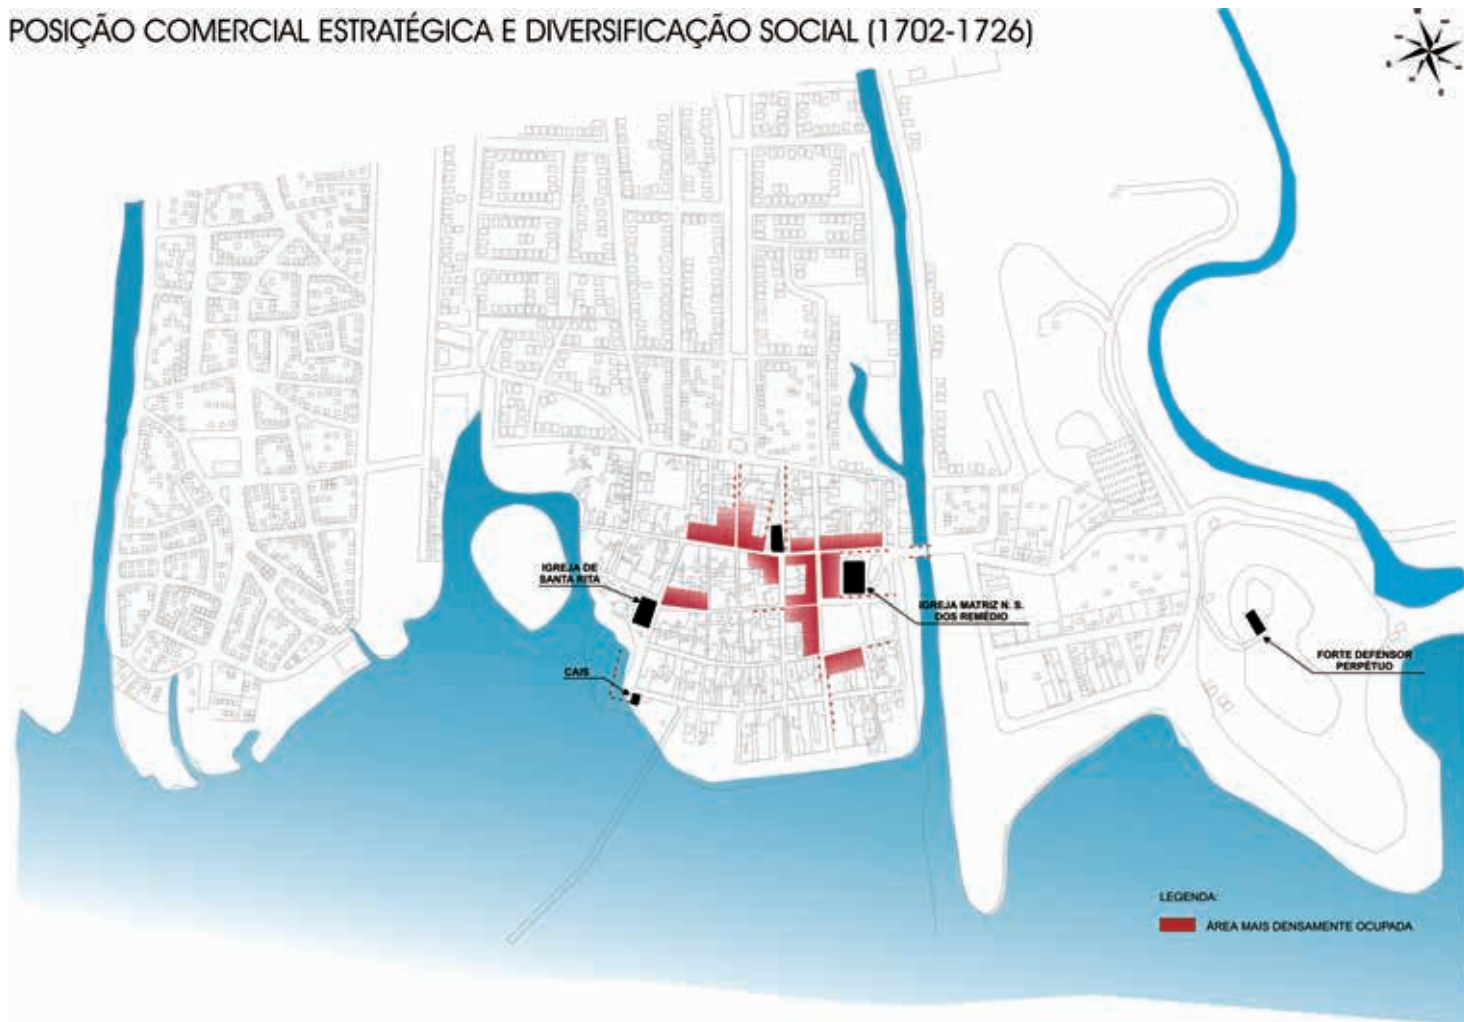 POSIÇÃO COMERCIAL ESTRATÉGICA E DIVERSIFICAÇÃO SOCIAL (1702-1726)
IGREJA DE
SANTA RITA
IGREJA MATRIZ N. S.
DOS REMÉDIO
CAIS
FORTE DEFENSOR
PERPÉTUO
LEGENDA:
ÁREA MAIS DENSAMENTE OCUPADA